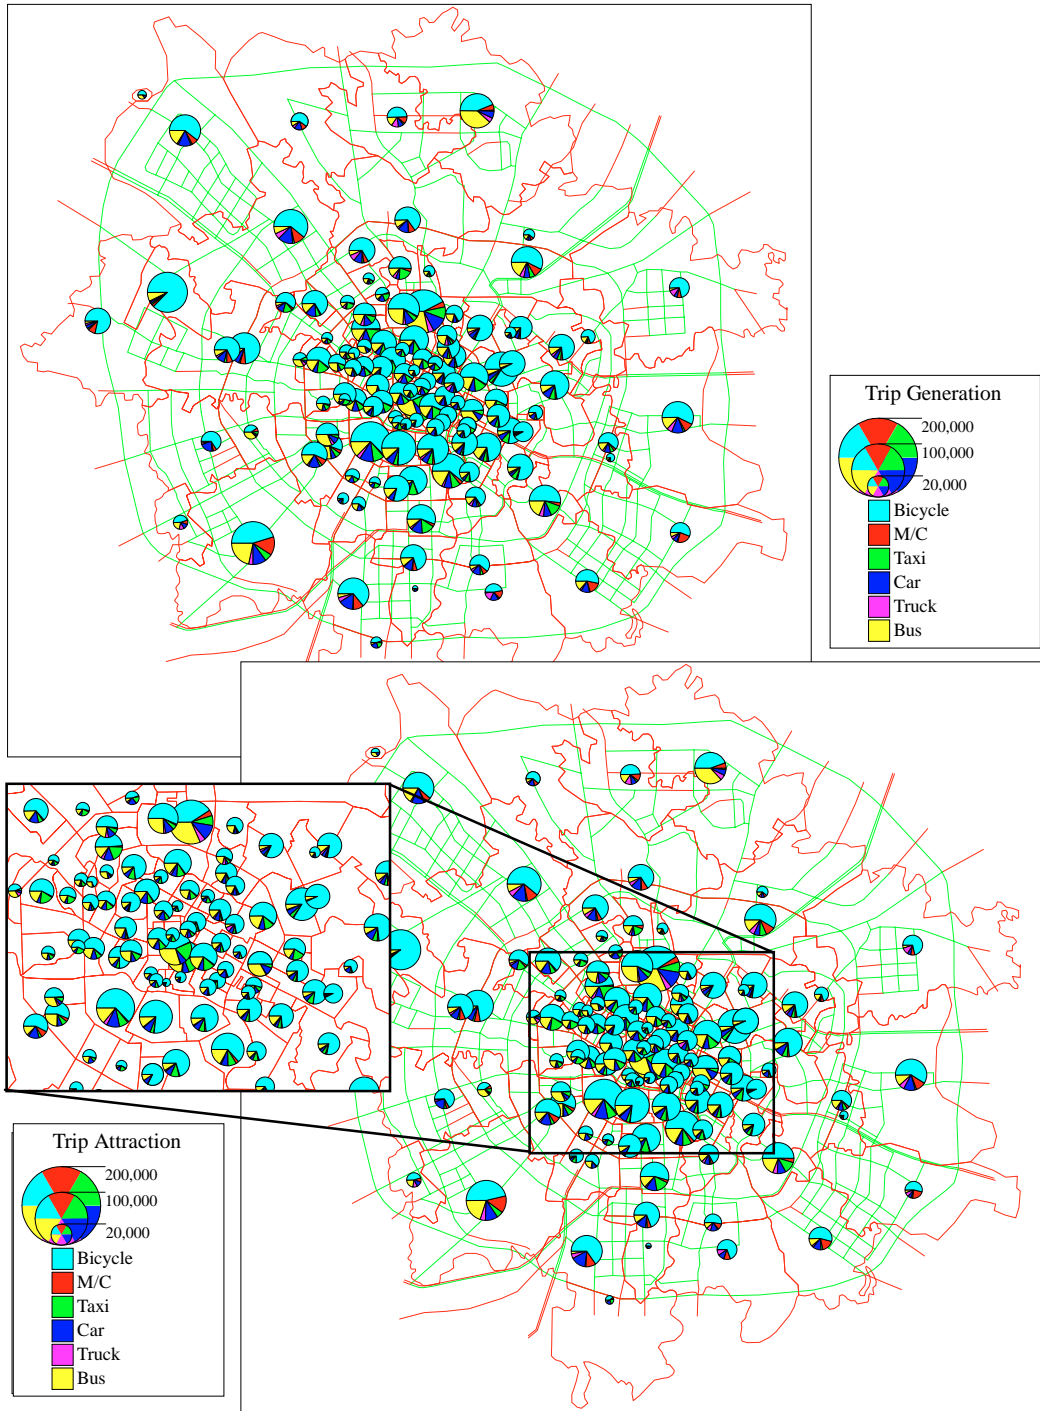 Trip Generation
200,000
100,000
20,000
Bicycle
M/C
Taxi
Car
Truck
Bus
Trip Attraction
200,000
100,000
20,000
Bicycle
M/C
Taxi
Car
Truck
Bus